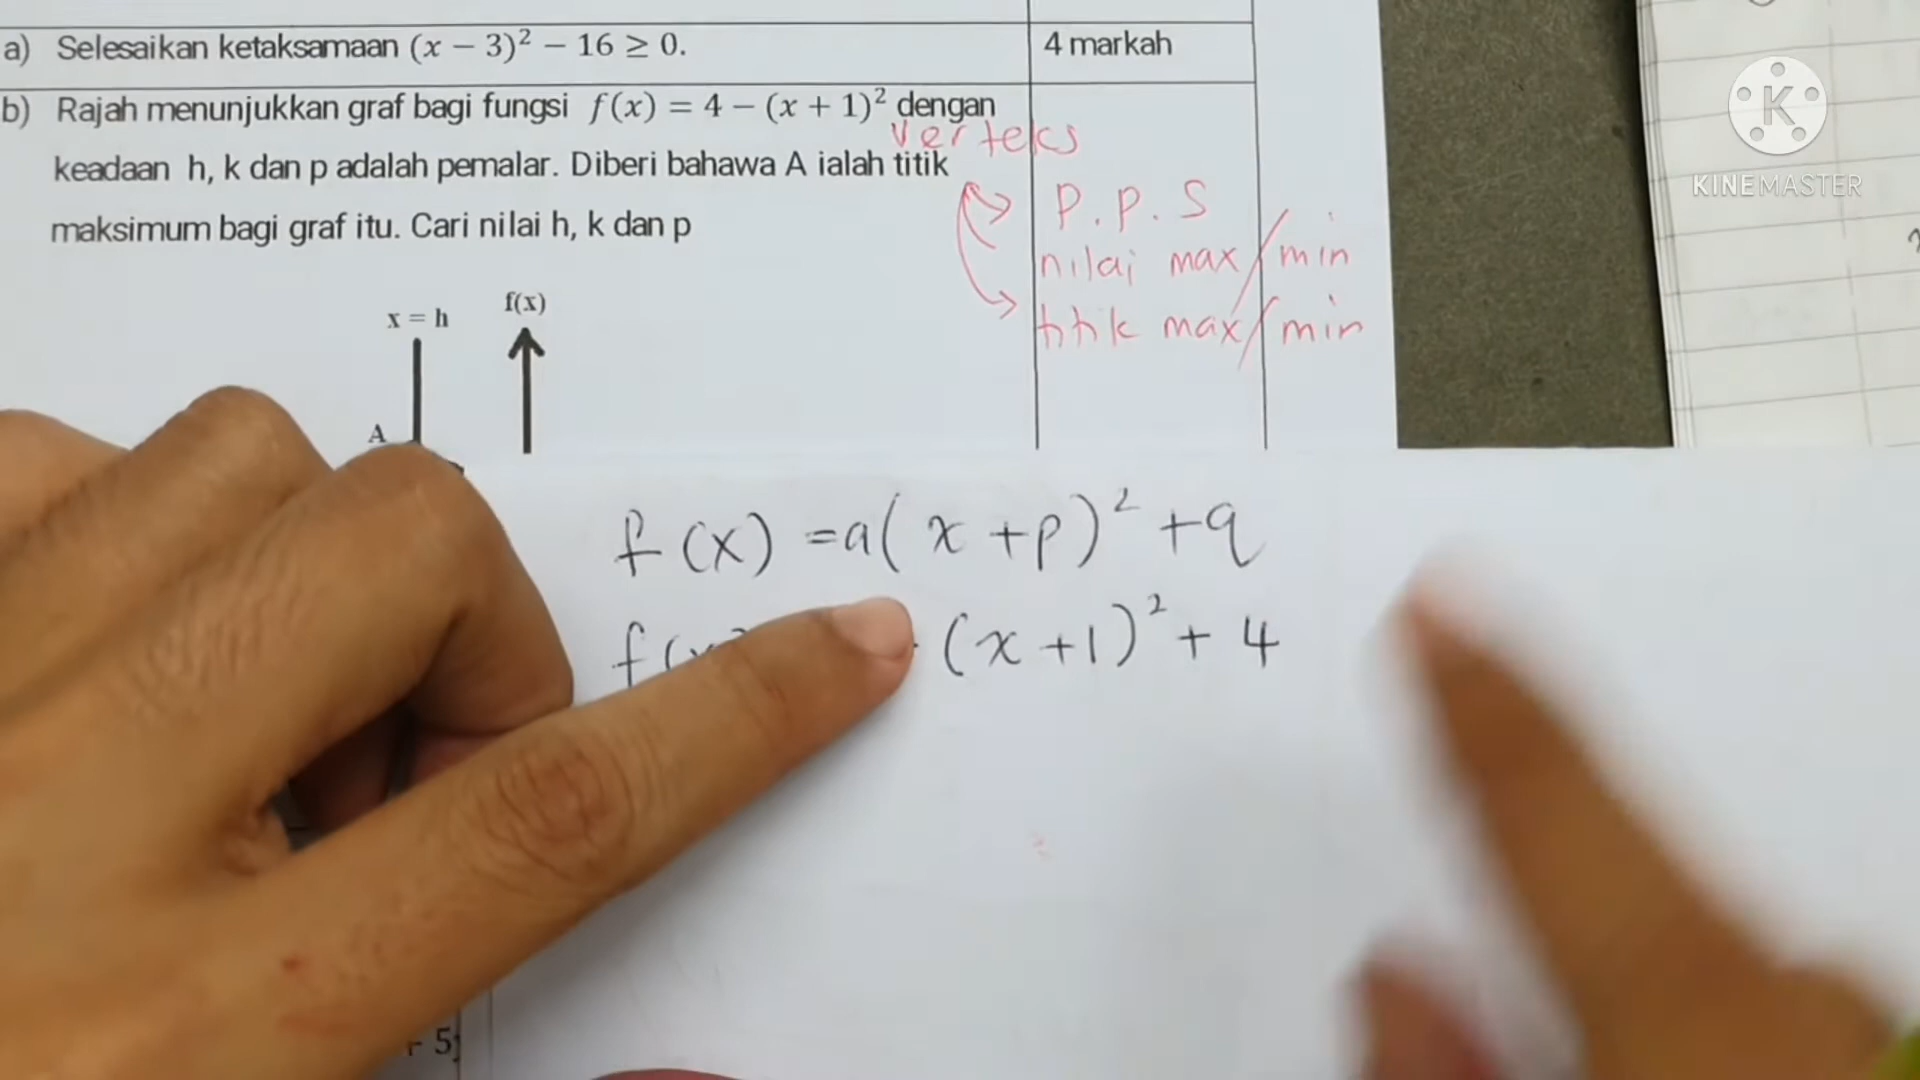 a) Selesaikan ketaksamaan (x − 3)² − 16 ≥ 0.
4 markah
b) Rajah menunjukkan graf bagi fungsi f(x) = 4 − (x + 1)² dengan
verteks
keadaan h, k dan p adalah pemalar. Diberi bahawa A ialah titik
maksimum bagi graf itu. Cari nilai h, k dan p
P.P.S
nilai max/min
titik max/min
x = h
f(x)
A
f(x) = a(x + p)² + q
(x + 1)² + 4
5
K
KINEMASTER